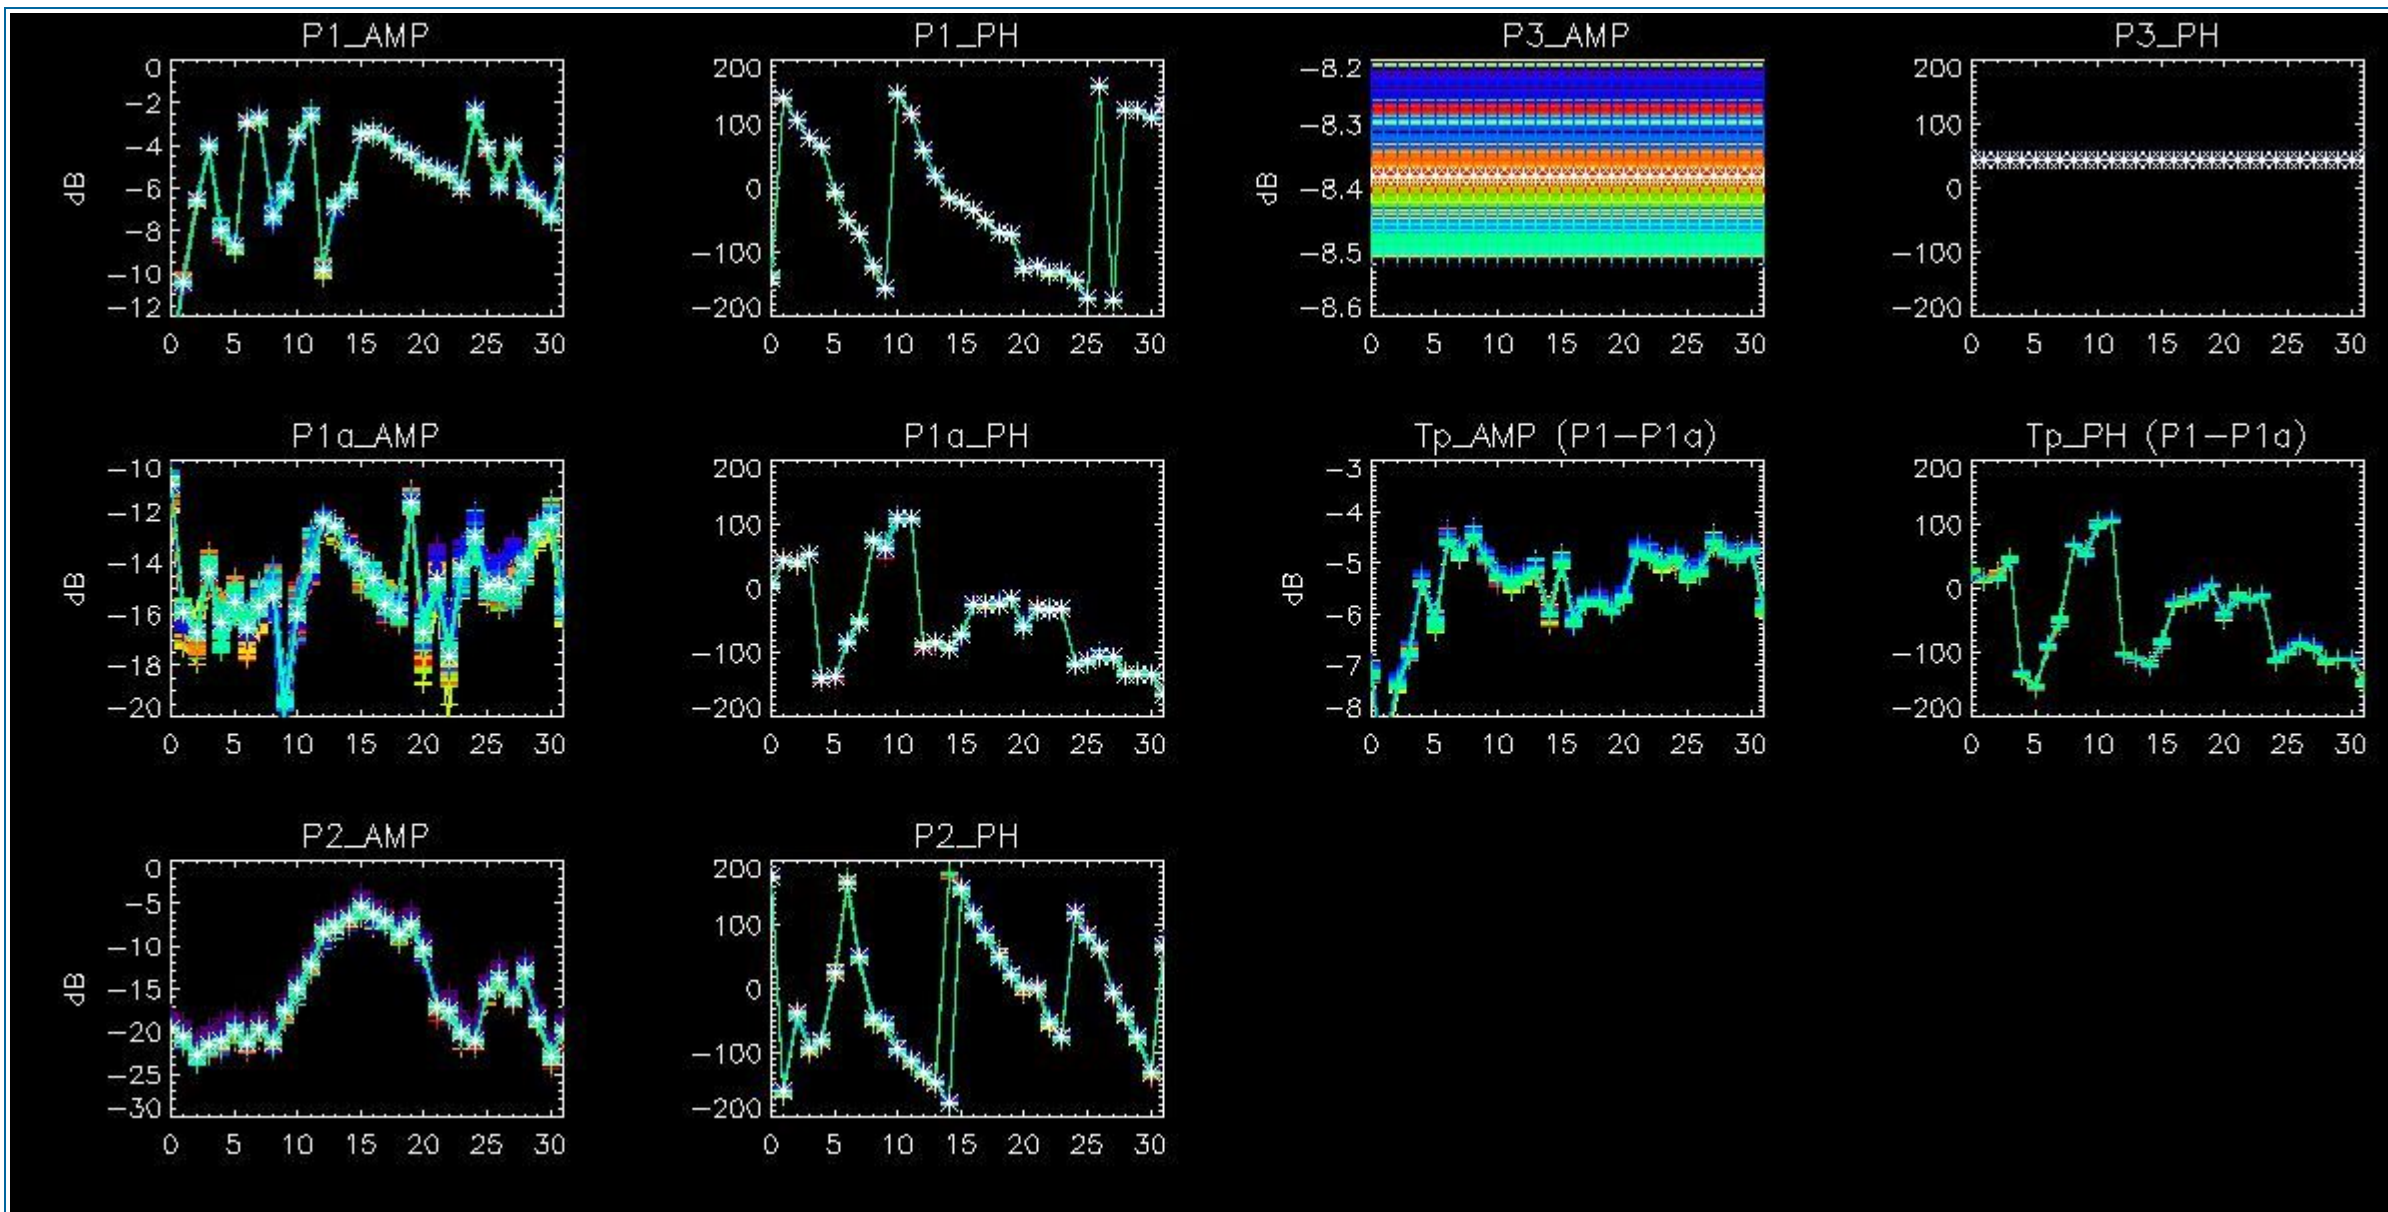 P1_AMP P1_PH P3_AMP P3_PH
0 200 -8.2 200
-2
100 -8.3 100
-4
dB 0 dB -8.4 0
-6
-8
-100 -8.5 -100
-10
-12 -200 -8.6 -200
0 5 10 15 20 25 30 0 5 10 15 20 25 30 0 5 10 15 20 25 30 0 5 10 15 20 25 30
P1a_AMP P1a_PH Tp_AMP (P1-P1a) Tp_PH (P1-P1a)
-10 200 -3 200
-12 100 -4 100
-14 -5
dB 0 dB 0
-16 -6
-18 -100 -7 -100
-20 -200 -8 -200
0 5 10 15 20 25 30 0 5 10 15 20 25 30 0 5 10 15 20 25 30 0 5 10 15 20 25 30
P2_AMP P2_PH
0 200
-5 100
-10
dB -15 0
-20
-25 -100
-30 -200
0 5 10 15 20 25 30 0 5 10 15 20 25 30